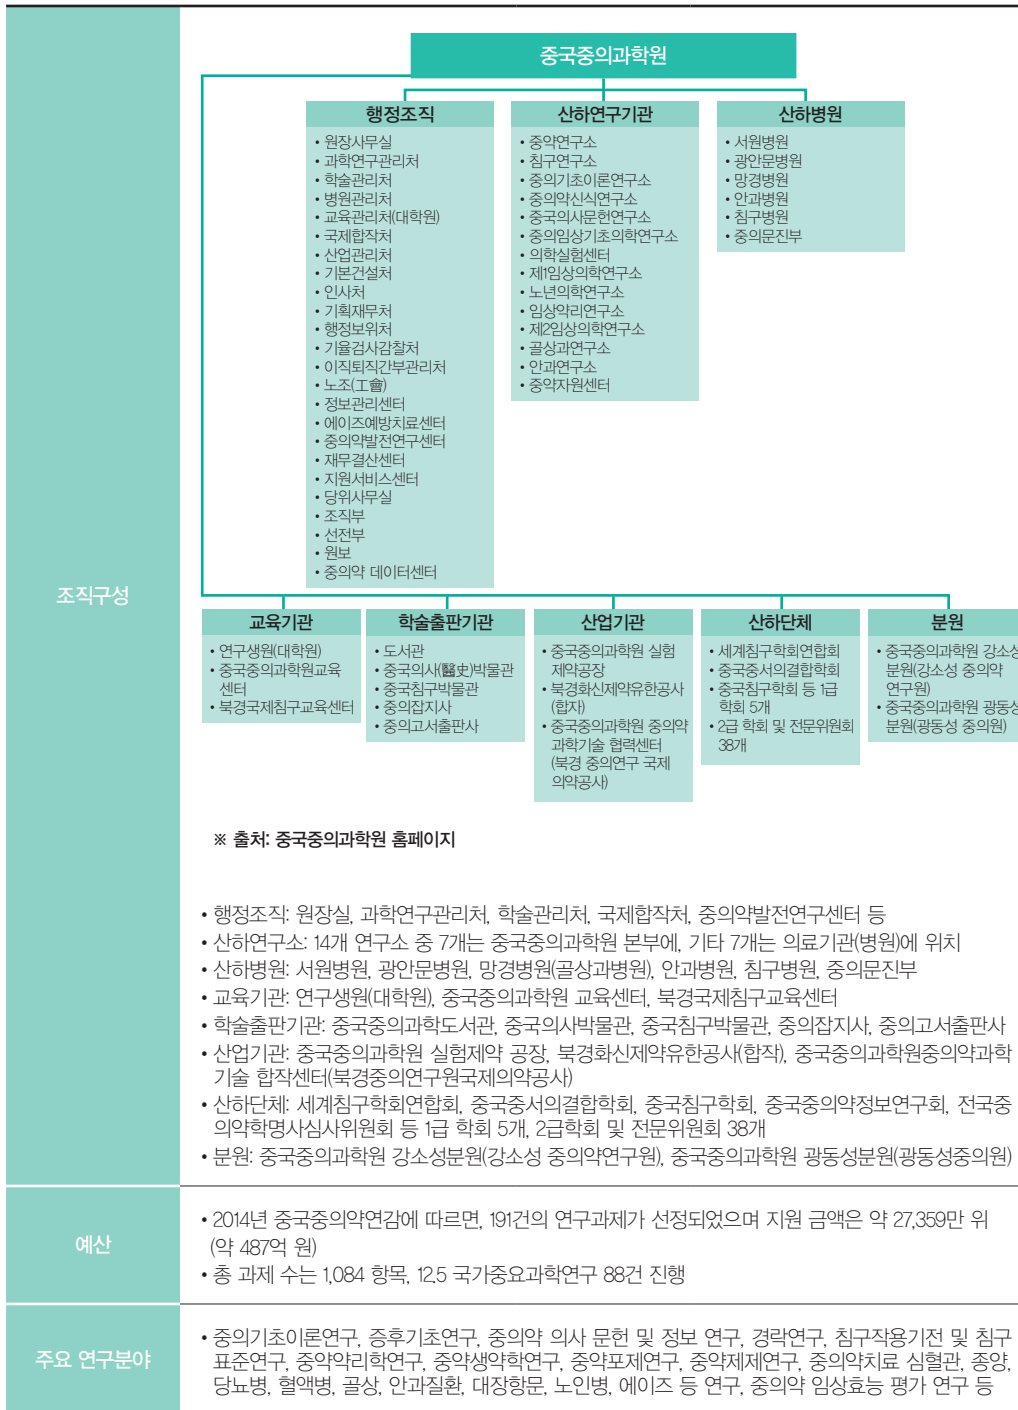 중국중의과학원
행정조직
• 원장사무실
• 과학연구관리처
• 학술관리처
• 병원관리처
• 교육관리처(대학원)
• 국제합작처
• 산업관리처
• 기본건설처
• 인사처
• 기획재무처
• 행정보위처
• 기율검사감찰처
• 이직퇴직간부관리처
• 노조(工會)
• 정보관리센터
• 에이즈예방치료센터
• 중의약발전연구센터
• 재무결산센터
• 지원서비스센터
• 당위사무실
• 조직부
• 선전부
• 원보
• 중의약 데이터센터
산하연구기관
• 중약연구소
• 침구연구소
• 중의기초이론연구소
• 중의약신식연구소
• 중국의사문헌연구소
• 중의임상기초의학연구소
• 의학실험센터
• 제1임상의학연구소
• 노년의학연구소
• 임상약리연구소
• 제2임상의학연구소
• 골상과연구소
• 안과연구소
• 중약자원센터
산하병원
• 서원병원
• 광안문병원
• 망경병원
• 안과병원
• 침구병원
• 중의문진부
조직구성
교육기관
• 연구생원(대학원)
• 중국중의과학원교육
센터
• 북경국제침구교육센터
학술출판기관
• 도서관
• 중국의사(醫史)박물관
• 중국침구박물관
• 중의잡지사
• 중의고서출판사
산업기관
• 중국중의과학원 실험
제약공장
• 북경화신제약유한공사
(합자)
• 중국중의과학원 중의약
과학기술 협력센터
(북경 중의연구 국제
의약공사)
산하단체
• 세계침구학회연합회
• 중국중서의결합학회
• 중국침구학회 등 1급
학회 5개
• 2급 학회 및 전문위원회
38개
분원
• 중국중의과학원 강소성
분원(강소성 중의약
연구원)
• 중국중의과학원 광동성
분원(광동성 중의원)
※ 출처: 중국중의과학원 홈페이지
• 행정조직: 원장실, 과학연구관리처, 학술관리처, 국제합작처, 중의약발전연구센터 등
• 산하연구소: 14개 연구소 중 7개는 중국중의과학원 본부에, 기타 7개는 의료기관(병원)에 위치
• 산하병원: 서원병원, 광안문병원, 망경병원(골상과병원), 안과병원, 침구병원, 중의문진부
• 교육기관: 연구생원(대학원), 중국중의과학원 교육센터, 북경국제침구교육센터
• 학술출판기관: 중국중의과학도서관, 중국의사박물관, 중국침구박물관, 중의잡지사, 중의고서출판사
• 산업기관: 중국중의과학원 실험제약 공장, 북경화신제약유한공사(합작), 중국중의과학원중의약과학
기술 합작센터(북경중의연구원국제의약공사)
• 산하단체: 세계침구학회연합회, 중국중서의결합학회, 중국침구학회, 중국중의약정보연구회, 전국중
의약학명사심사위원회 등 1급 학회 5개, 2급학회 및 전문위원회 38개
• 분원: 중국중의과학원 강소성분원(강소성 중의약연구원), 중국중의과학원 광동성분원(광동성중의원)
예산
• 2014년 중국중의약연감에 따르면, 191건의 연구과제가 선정되었으며 지원 금액은 약 27,359만 위
(약 487억 원)
• 총 과제 수는 1,084 항목, 12.5 국가중요과학연구 88건 진행
주요 연구분야
• 중의기초이론연구, 증후기초연구, 중의약 의사 문헌 및 정보 연구, 경락연구, 침구작용기전 및 침구
표준연구, 중약약리학연구, 중약생약학연구, 중약포제연구, 중약제제연구, 중의약치료 심혈관, 종양,
당뇨병, 혈액병, 골상, 안과질환, 대장항문, 노인병, 에이즈 등 연구, 중의약 임상효능 평가 연구 등